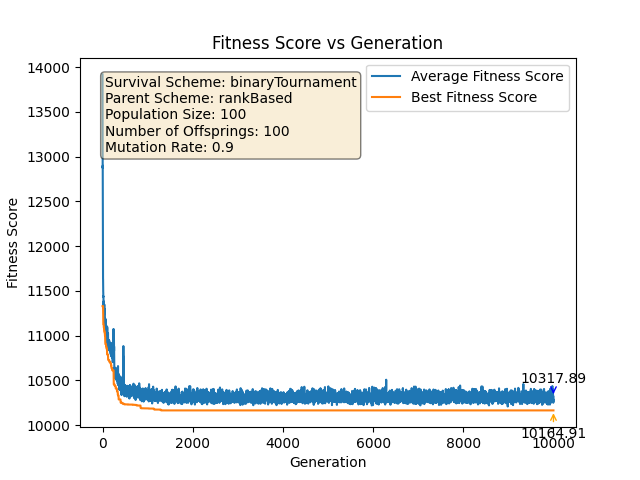 Fitness Score vs Generation
Survival Scheme: binaryTournament
Parent Scheme: rankBased
Population Size: 100
Number of Offsprings: 100
Mutation Rate: 0.9
Average Fitness Score
Best Fitness Score
14000
13500
13000
12500
12000
11500
11000
10500
10000
Fitness Score
10317.89
10164.91
0
2000
4000
6000
8000
10000
Generation